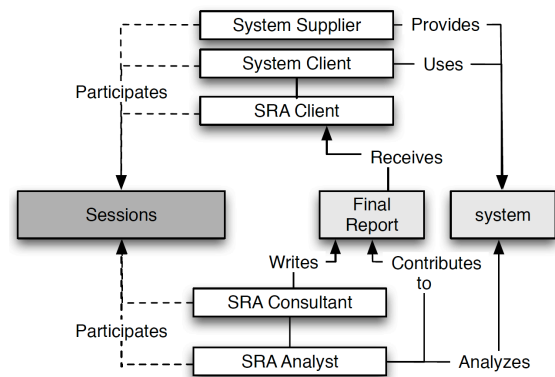 System Supplier
Provides
System Client
Uses
Participates
SRA Client
Receives
Sessions
Final
Report
system
Writes
Contributes
to
SRA Consultant
Participates
SRA Analyst
Analyzes